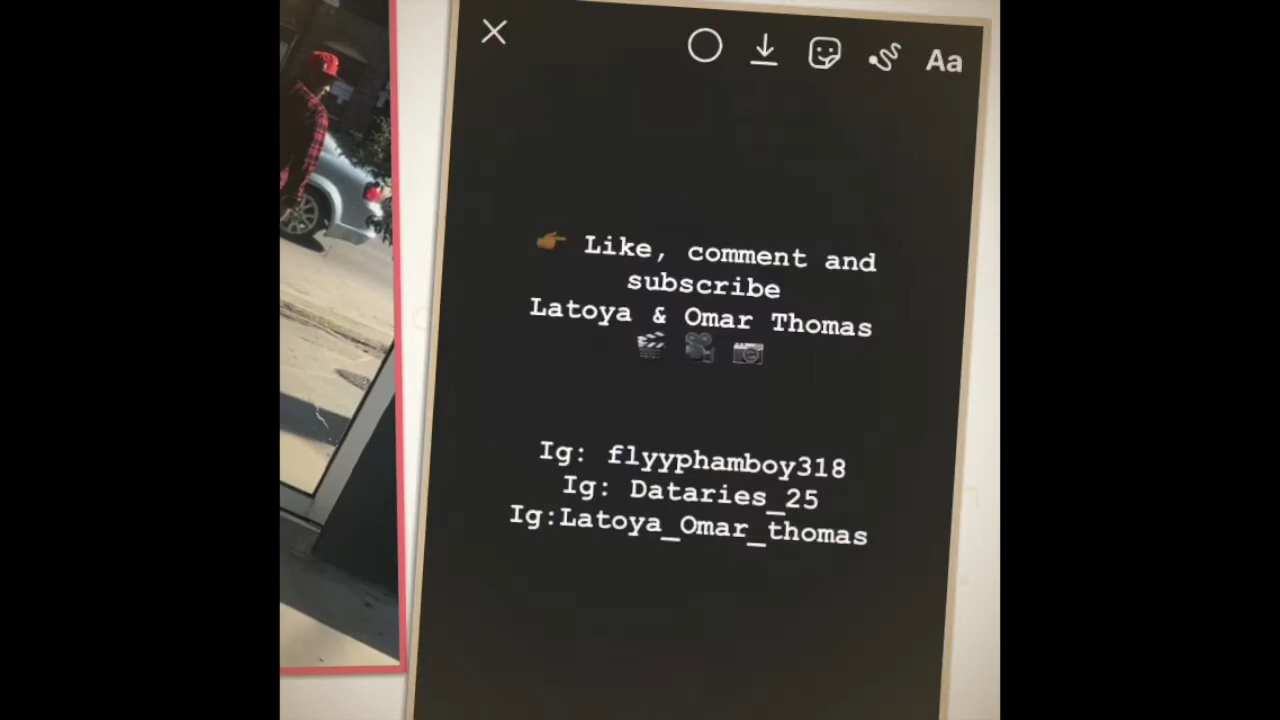 Aa
👉🏾 Like, comment and
subscribe
Latoya & Omar Thomas
🎬 🎥 📷
Ig: flyyphamboy318
Ig: Dataries_25
Ig:Latoya_Omar_thomas